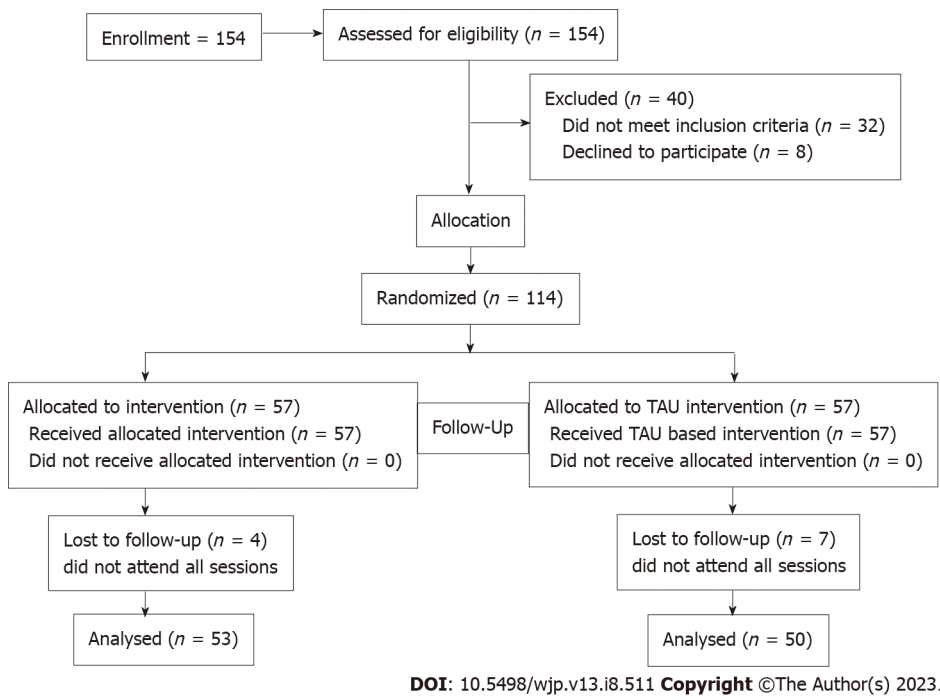 Enrollment = 154
Assessed for eligibility (n = 154)
Excluded (n = 40)
Did not meet inclusion criteria (n = 32)
Declined to participate (n = 8)
Allocation
Randomized (n = 114)
Allocated to intervention (n = 57)
Received allocated intervention (n = 57)
Did not receive allocated intervention (n = 0)
Follow-Up
Allocated to TAU intervention (n = 57)
Received TAU based intervention (n = 57)
Did not receive allocated intervention (n = 0)
Lost to follow-up (n = 4)
did not attend all sessions
Lost to follow-up (n = 7)
did not attend all sessions
Analysed (n = 53)
Analysed (n = 50)
DOI: 10.5498/wjp.v13.i8.511 Copyright ©The Author(s) 2023.